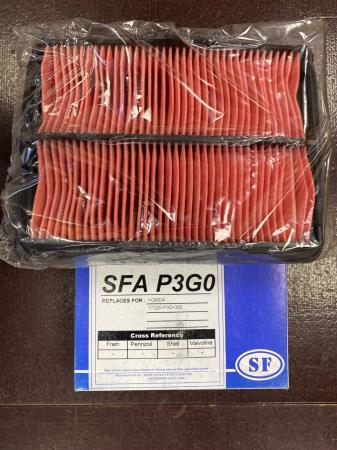 SFA P3G0
REPLACES FOR : HONDA
17220-P3G-000
Cross Reference
Fram Pennzoil Shell Valvoline
- - - -
SF